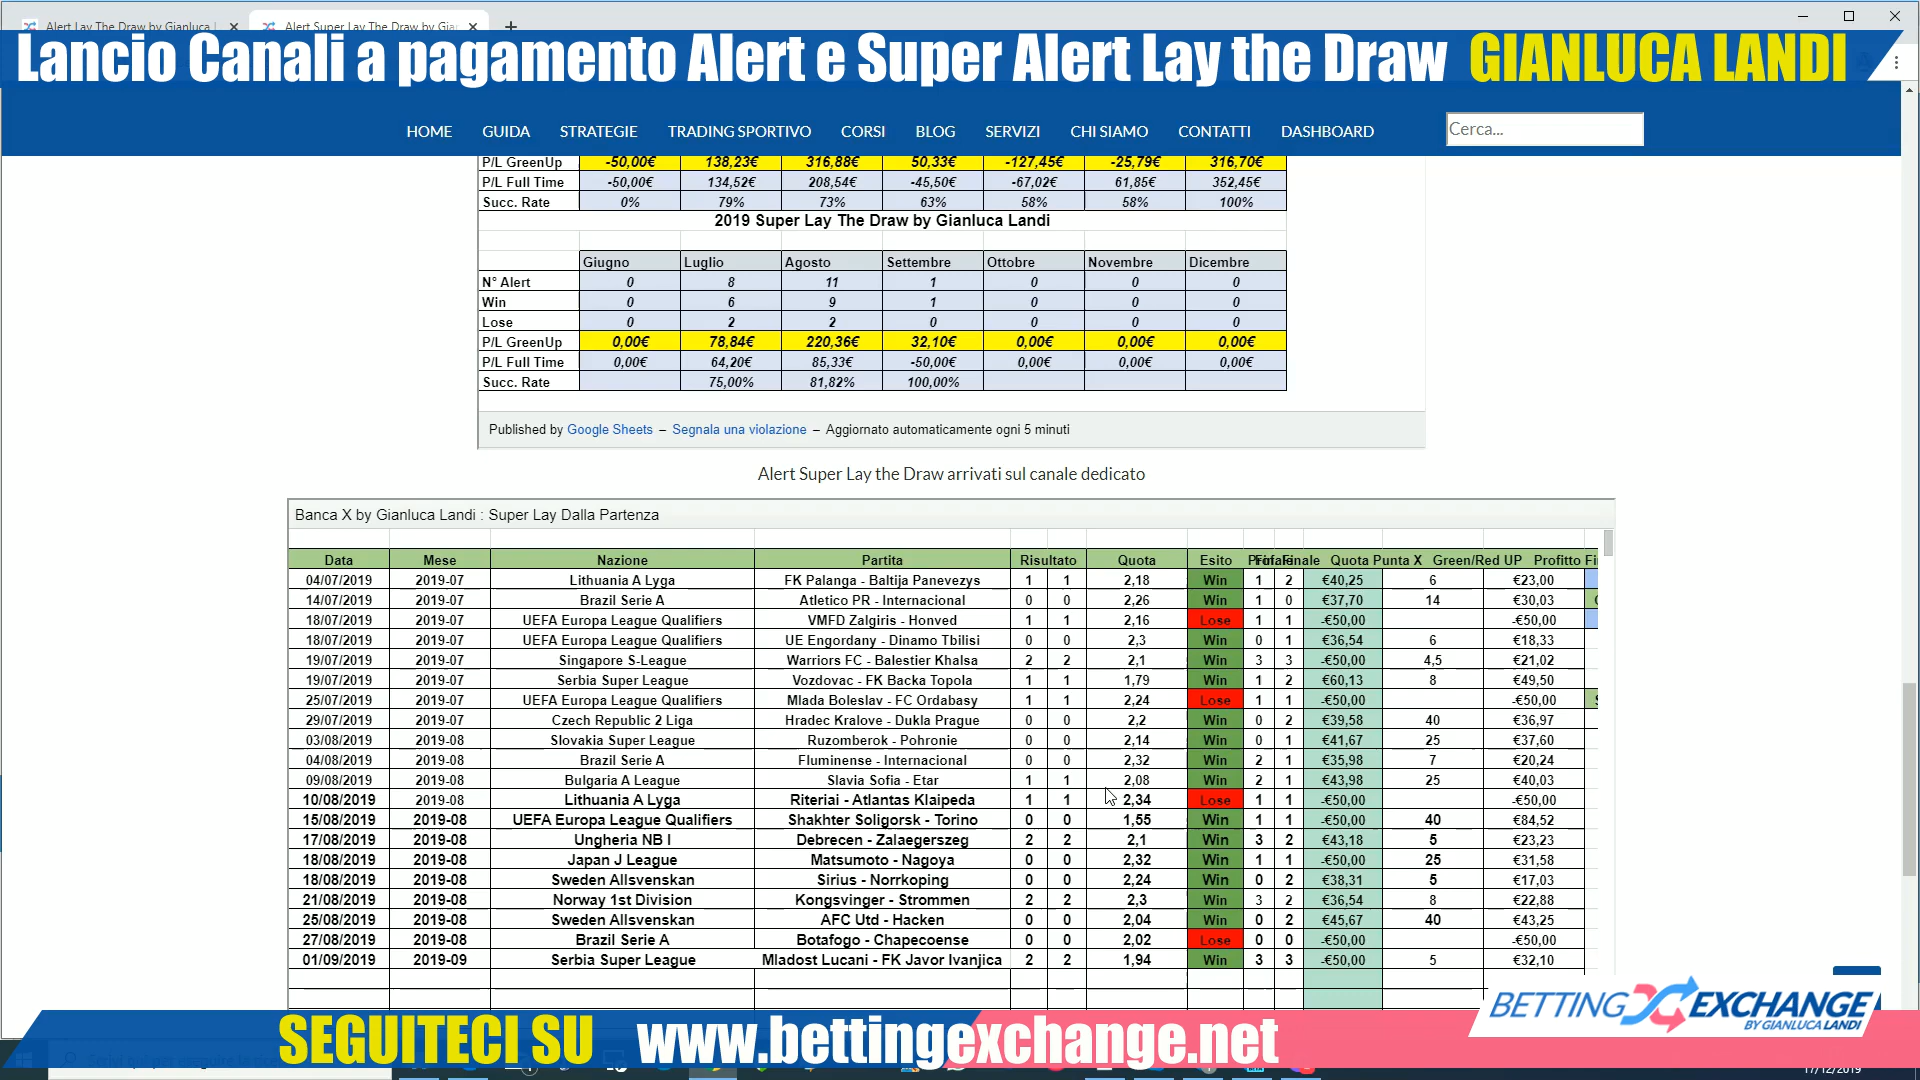 Alert Lay The Draw by Gianluca L
Alert Super Lay The Draw by Gia
Lancio Canali a pagamento Alert e Super Alert Lay the Draw GIANLUCA LANDI
HOME GUIDA STRATEGIE TRADING SPORTIVO CORSI BLOG SERVIZI CHI SIAMO CONTATTI DASHBOARD Cerca...
P/L GreenUp -50,00€ 138,23€ 316,88€ 50,33€ -127,45€ -25,79€ 316,70€
P/L Full Time -50,00€ 134,52€ 208,54€ -45,50€ -67,02€ 61,85€ 352,45€
Succ. Rate 0% 79% 73% 63% 58% 58% 100%
2019 Super Lay The Draw by Gianluca Landi
Giugno Luglio Agosto Settembre Ottobre Novembre Dicembre
N° Alert 0 8 11 1 0 0 0
Win 0 6 9 1 0 0 0
Lose 0 2 2 0 0 0 0
P/L GreenUp 0,00€ 78,84€ 220,36€ 32,10€ 0,00€ 0,00€ 0,00€
P/L Full Time 0,00€ 64,20€ 85,33€ -50,00€ 0,00€ 0,00€ 0,00€
Succ. Rate 75,00% 81,82% 100,00%
Published by Google Sheets – Segnala una violazione – Aggiornato automaticamente ogni 5 minuti
Alert Super Lay the Draw arrivati sul canale dedicato
Banca X by Gianluca Landi : Super Lay Dalla Partenza
Data Mese Nazione Partita Risultato Quota Esito Finale Quota Punta X Green/Red UP Profitto Fi
04/07/2019 2019-07 Lithuania A Lyga FK Palanga - Baltija Panevezys 1 1 2,18 Win 1 2 €40,25 6 €23,00
14/07/2019 2019-07 Brazil Serie A Atletico PR - Internacional 0 0 2,26 Win 1 0 €37,70 14 €30,03
18/07/2019 2019-07 UEFA Europa League Qualifiers VMFD Zalgiris - Honved 1 1 2,16 Lose 1 1 -€50,00 -€50,00
18/07/2019 2019-07 UEFA Europa League Qualifiers UE Engordany - Dinamo Tbilisi 0 0 2,3 Win 0 1 €36,54 6 €18,33
19/07/2019 2019-07 Singapore S-League Warriors FC - Balestier Khalsa 2 2 2,1 Win 3 3 -€50,00 4,5 €21,02
19/07/2019 2019-07 Serbia Super League Vozdovac - FK Backa Topola 1 1 1,79 Win 1 2 €60,13 8 €49,50
25/07/2019 2019-07 UEFA Europa League Qualifiers Mlada Boleslav - FC Ordabasy 1 1 2,24 Lose 1 1 -€50,00 -€50,00
29/07/2019 2019-07 Czech Republic 2 Liga Hradec Kralove - Dukla Prague 0 0 2,2 Win 0 2 €39,58 40 €36,97
03/08/2019 2019-08 Slovakia Super League Ruzomberok - Pohronie 0 0 2,14 Win 0 1 €41,67 25 €37,60
04/08/2019 2019-08 Brazil Serie A Fluminense - Internacional 0 0 2,32 Win 2 1 €35,98 7 €20,24
09/08/2019 2019-08 Bulgaria A League Slavia Sofia - Etar 1 1 2,08 Win 2 1 €43,98 25 €40,03
10/08/2019 2019-08 Lithuania A Lyga Riteriai - Atlantas Klaipeda 1 1 2,34 Lose 1 1 -€50,00 -€50,00
15/08/2019 2019-08 UEFA Europa League Qualifiers Shakhter Soligorsk - Torino 0 0 1,55 Win 1 1 -€50,00 40 €84,52
17/08/2019 2019-08 Ungheria NB I Debrecen - Zalaegerszeg 2 2 2,1 Win 3 2 €43,18 5 €23,23
18/08/2019 2019-08 Japan J League Matsumoto - Nagoya 0 0 2,32 Win 1 1 -€50,00 25 €31,58
18/08/2019 2019-08 Sweden Allsvenskan Sirius - Norrkoping 0 0 2,24 Win 0 2 €38,31 5 €17,03
21/08/2019 2019-08 Norway 1st Division Kongsvinger - Strommen 2 2 2,3 Win 3 2 €36,54 8 €22,88
25/08/2019 2019-08 Sweden Allsvenskan AFC Utd - Hacken 0 0 2,04 Win 0 2 €45,67 40 €43,25
27/08/2019 2019-08 Brazil Serie A Botafogo - Chapecoense 0 0 2,02 Lose 0 0 -€50,00 -€50,00
01/09/2019 2019-09 Serbia Super League Mladost Lucani - FK Javor Ivanjica 2 2 1,94 Win 3 3 -€50,00 5 €32,10
BETTING EXCHANGE
BY GIANLUCA LANDI
SEGUITECI SU www.bettingexchange.net
17/12/2019